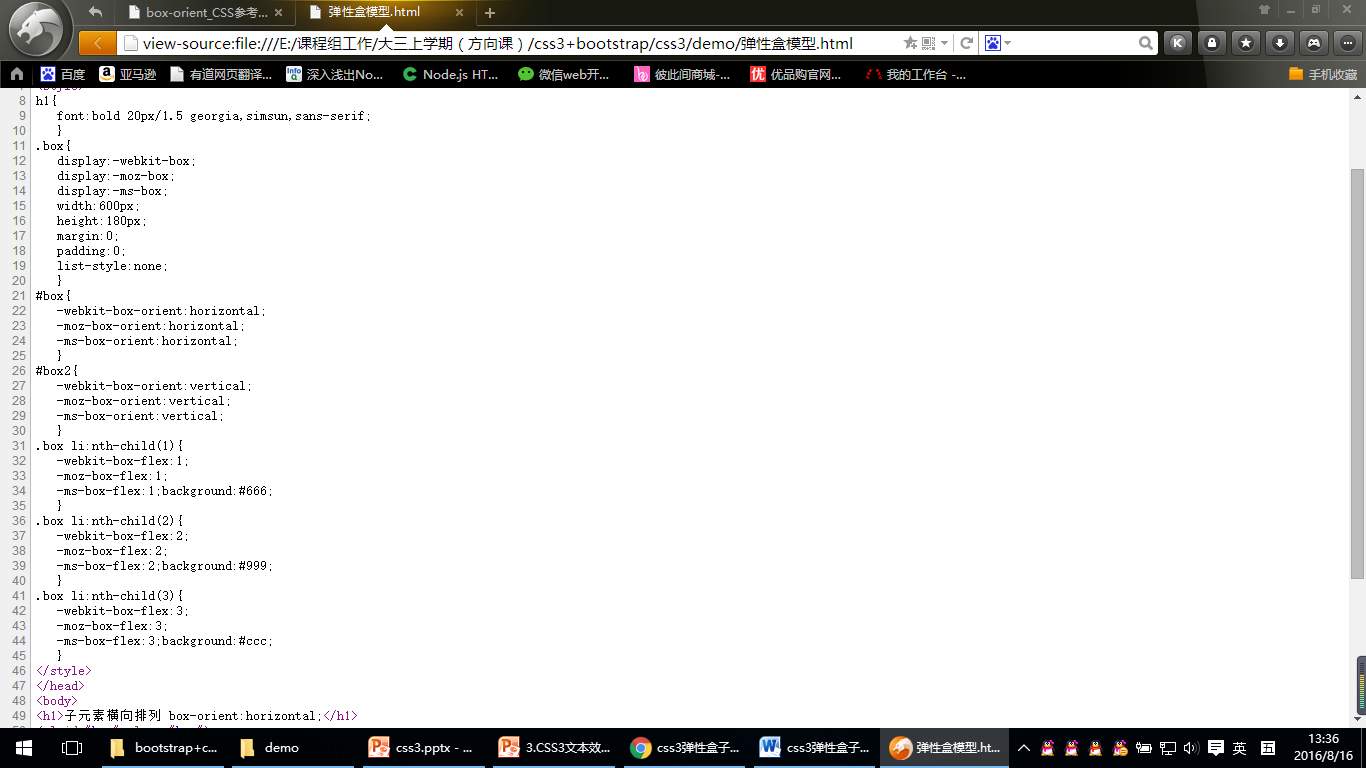 box-orient_CSS参考... ×
弹性盒模型.html ×
view-source:file:///E:/课程组工作/大三上学期（方向课）/css3+bootstrap/css3/demo/弹性盒模型.html
百度 亚马逊 有道网页翻译... 深入浅出No... Node.js HT... 微信web开... 彼此间商城-... 优品购官网... 我的工作台 -... 手机收藏
8 h1{
9 font:bold 20px/1.5 georgia,simsun,sans-serif;
10 }
11 .box{
12 display:-webkit-box;
13 display:-moz-box;
14 display:-ms-box;
15 width:600px;
16 height:180px;
17 margin:0;
18 padding:0;
19 list-style:none;
20 }
21 #box{
22 -webkit-box-orient:horizontal;
23 -moz-box-orient:horizontal;
24 -ms-box-orient:horizontal;
25 }
26 #box2{
27 -webkit-box-orient:vertical;
28 -moz-box-orient:vertical;
29 -ms-box-orient:vertical;
30 }
31 .box li:nth-child(1){
32 -webkit-box-flex:1;
33 -moz-box-flex:1;
34 -ms-box-flex:1;background:#666;
35 }
36 .box li:nth-child(2){
37 -webkit-box-flex:2;
38 -moz-box-flex:2;
39 -ms-box-flex:2;background:#999;
40 }
41 .box li:nth-child(3){
42 -webkit-box-flex:3;
43 -moz-box-flex:3;
44 -ms-box-flex:3;background:#ccc;
45 }
46 </style>
47 </head>
48 <body>
49 <h1>子元素横向排列 box-orient:horizontal;</h1>
bootstrap+c... demo css3.pptx - ... 3.CSS3文本效... css3弹性盒子... css3弹性盒子... 弹性盒模型.ht... 英 五
13:36
2016/8/16